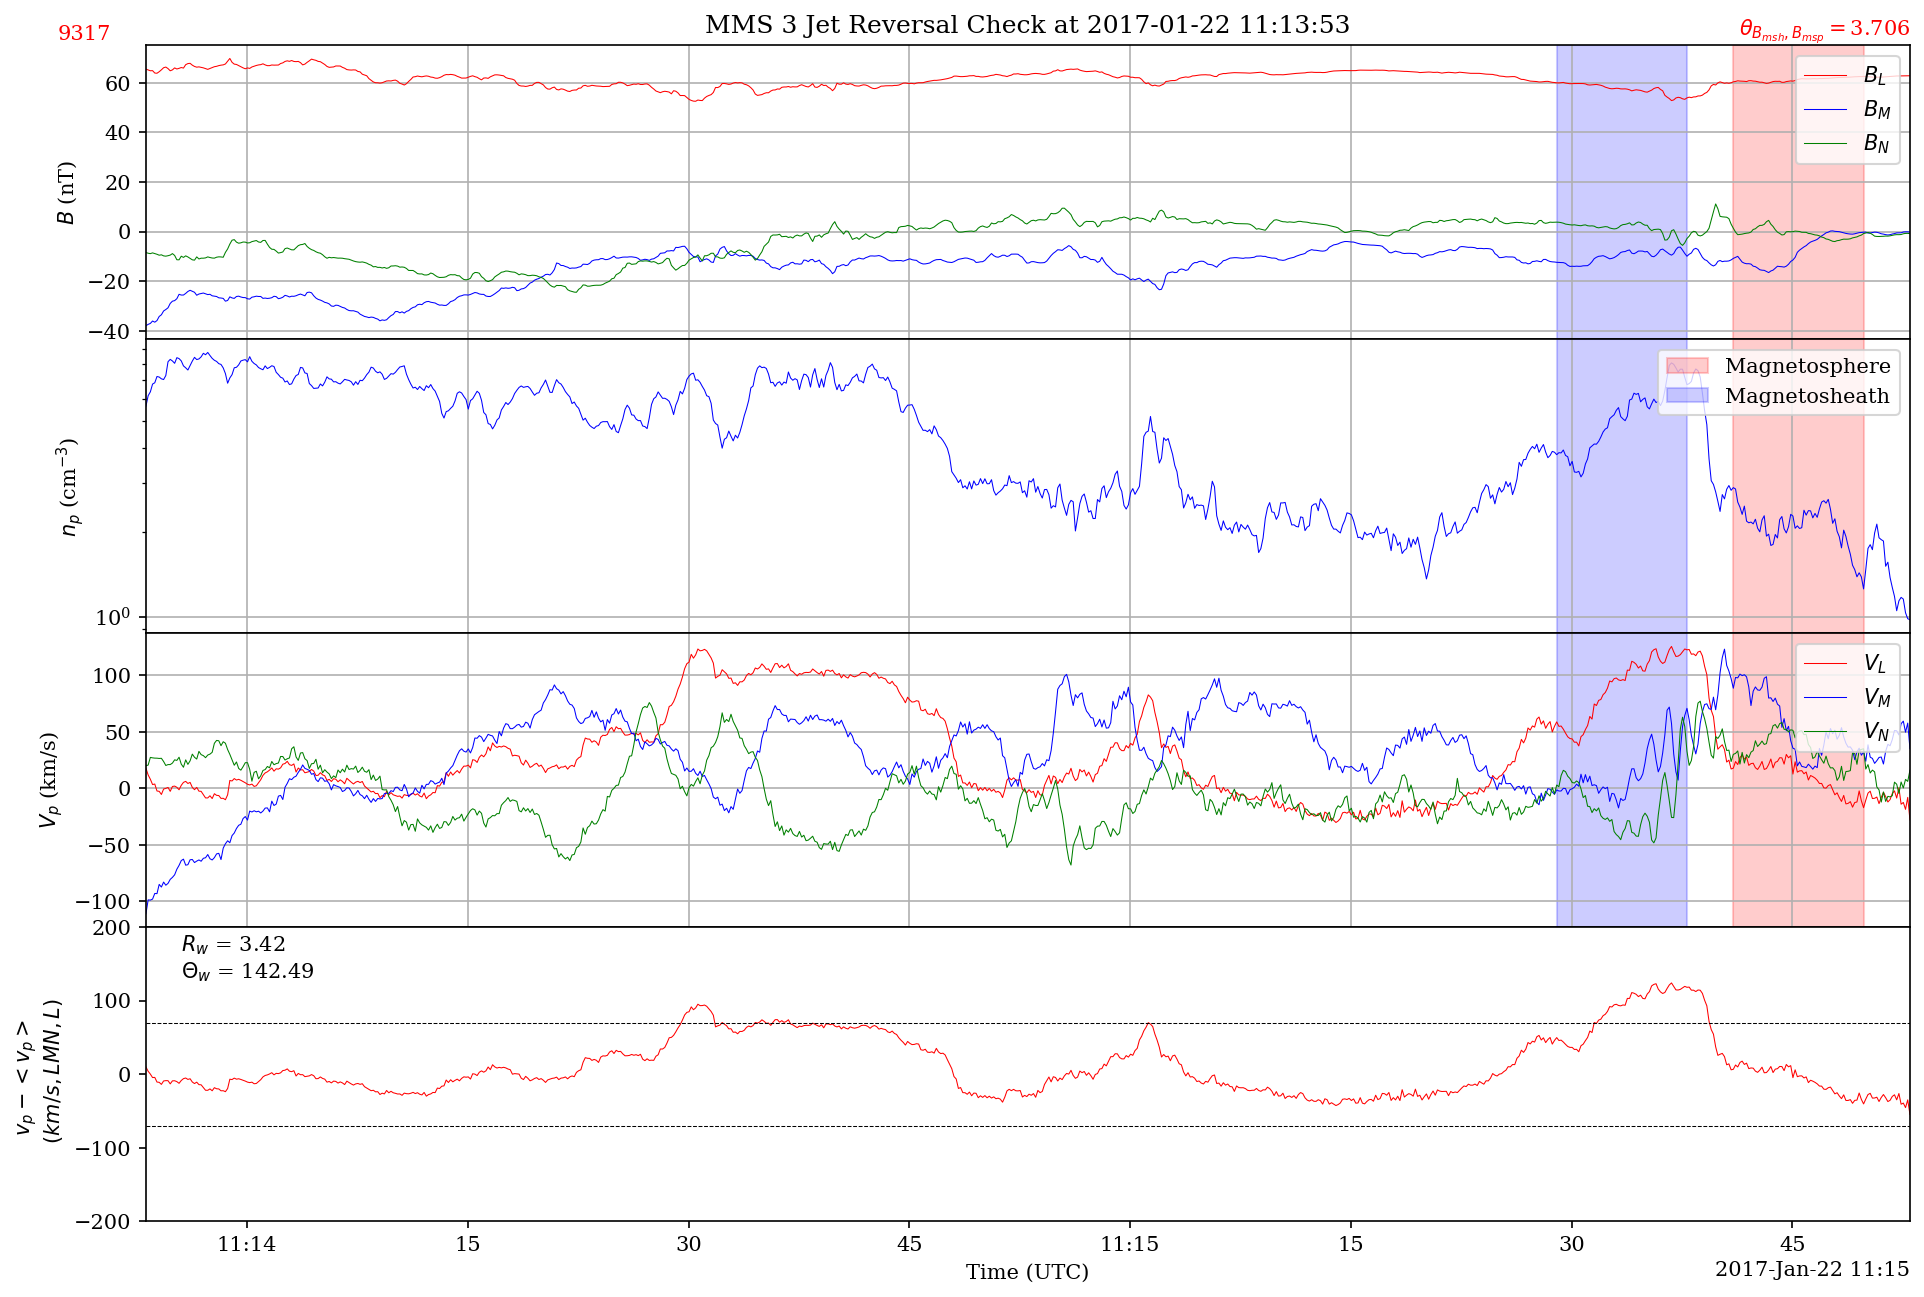 MMS 3 Jet Reversal Check at 2017-01-22 11:13:53
9317
θ_{B_{msh}, B_{msp}} = 3.706
B (nT)
60
40
20
0
−20
−40
B_L
B_M
B_N
n_p (cm^{−3})
10^0
Magnetosphere
Magnetosheath
V_p (km/s)
100
50
0
−50
−100
V_L
V_M
V_N
v_p − < v_p >
(km/s, LMN, L)
200
100
0
−100
−200
R_w = 3.42
Θ_w = 142.49
11:14 15 30 45 11:15 15 30 45
Time (UTC)
2017-Jan-22 11:15